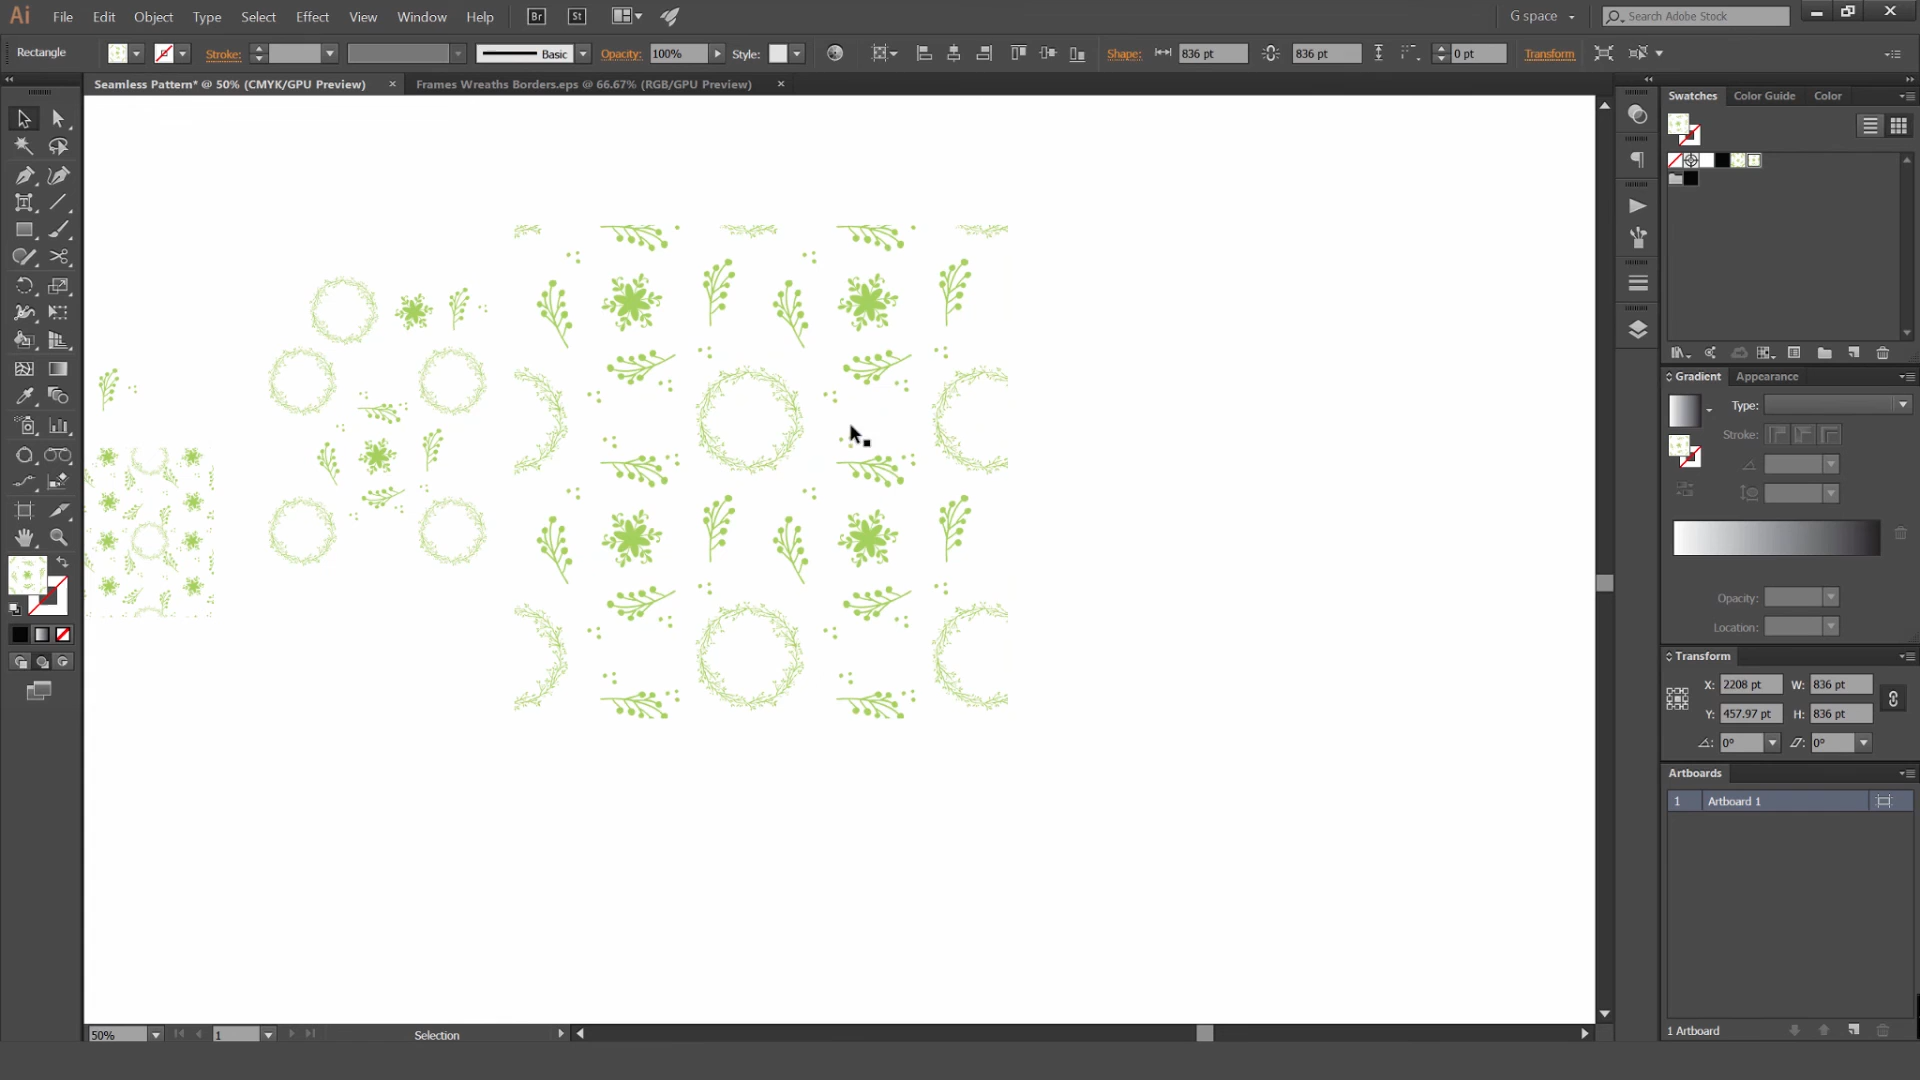 Ai File Edit Object Type Select Effect View Window Help Br St G space Search Adobe Stock
Rectangle Stroke: Basic Opacity: 100% Style: Shape: 836 pt 836 pt 0 pt Transform
Seamless Pattern* @ 50% (CMYK/GPU Preview) × Frames Wreaths Borders.eps @ 66.67% (RGB/GPU Preview) ×
Swatches Color Guide Color
Gradient Appearance
Type:
Stroke:
Opacity:
Location:
Transform
X: 2208 pt W: 836 pt
Y: 457.97 pt H: 836 pt
0° 0°
Artboards
1 Artboard 1
1 Artboard
50% 1 Selection